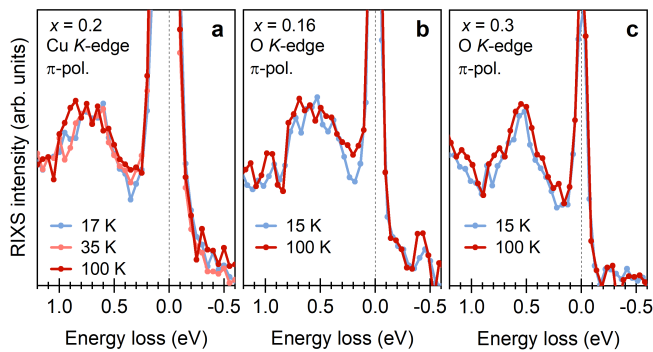 RIXS intensity (arb. units)
x = 0.2
Cu K-edge
π-pol.
a
17 K
35 K
100 K
1.0 0.5 0.0 -0.5
Energy loss (eV)
x = 0.16
O K-edge
π-pol.
b
15 K
100 K
1.0 0.5 0.0 -0.5
Energy loss (eV)
x = 0.3
O K-edge
π-pol.
c
15 K
100 K
1.0 0.5 0.0 -0.5
Energy loss (eV)